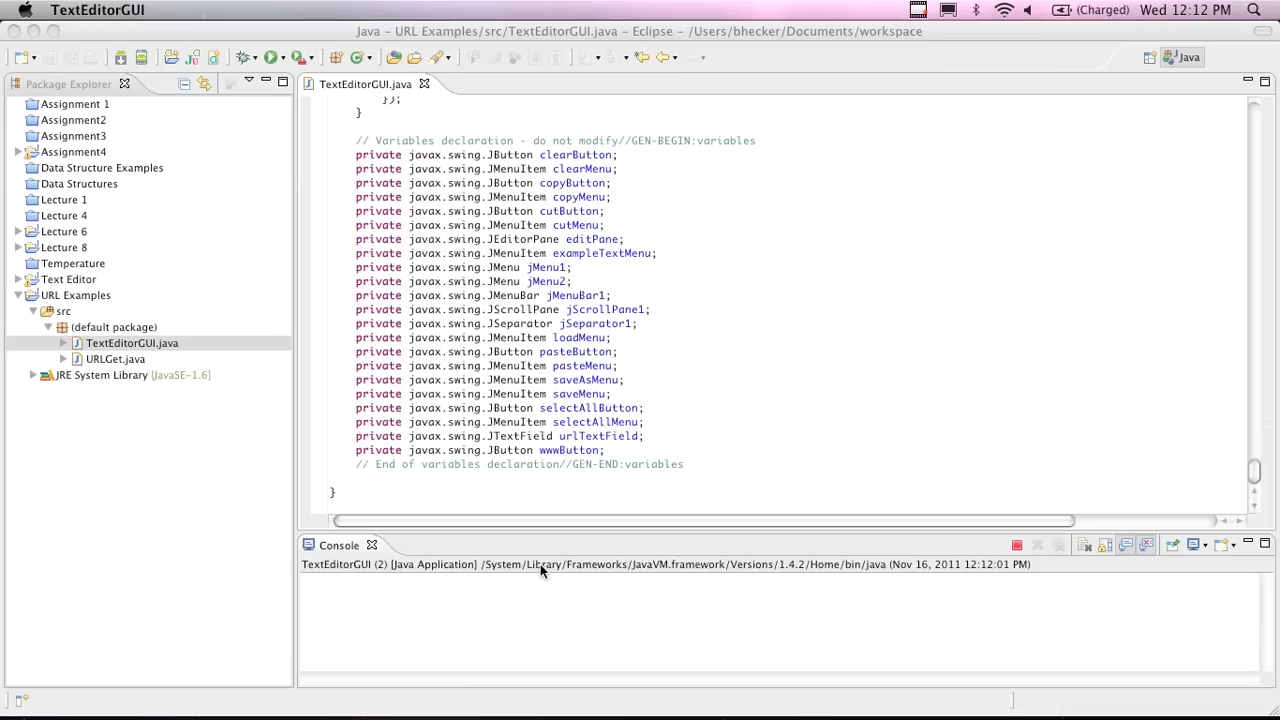 TextEditorGUI
(Charged) Wed 12:12 PM
Java – URL Examples/src/TextEditorGUI.java – Eclipse – /Users/bhecker/Documents/workspace
Java
Package Explorer
Assignment 1
Assignment2
Assignment3
Assignment4
Data Structure Examples
Data Structures
Lecture 1
Lecture 4
Lecture 6
Lecture 8
Temperature
Text Editor
URL Examples
src
(default package)
TextEditorGUI.java
URLGet.java
JRE System Library [JavaSE-1.6]
TextEditorGUI.java
});
}
// Variables declaration - do not modify//GEN-BEGIN:variables
private javax.swing.JButton clearButton;
private javax.swing.JMenuItem clearMenu;
private javax.swing.JButton copyButton;
private javax.swing.JMenuItem copyMenu;
private javax.swing.JButton cutButton;
private javax.swing.JMenuItem cutMenu;
private javax.swing.JEditorPane editPane;
private javax.swing.JMenuItem exampleTextMenu;
private javax.swing.JMenu jMenu1;
private javax.swing.JMenu jMenu2;
private javax.swing.JMenuBar jMenuBar1;
private javax.swing.JScrollPane jScrollPane1;
private javax.swing.JSeparator jSeparator1;
private javax.swing.JMenuItem loadMenu;
private javax.swing.JButton pasteButton;
private javax.swing.JMenuItem pasteMenu;
private javax.swing.JMenuItem saveAsMenu;
private javax.swing.JMenuItem saveMenu;
private javax.swing.JButton selectAllButton;
private javax.swing.JMenuItem selectAllMenu;
private javax.swing.JTextField urlTextField;
private javax.swing.JButton wwwButton;
// End of variables declaration//GEN-END:variables
}
Console
TextEditorGUI (2) [Java Application] /System/Library/Frameworks/JavaVM.framework/Versions/1.4.2/Home/bin/java (Nov 16, 2011 12:12:01 PM)